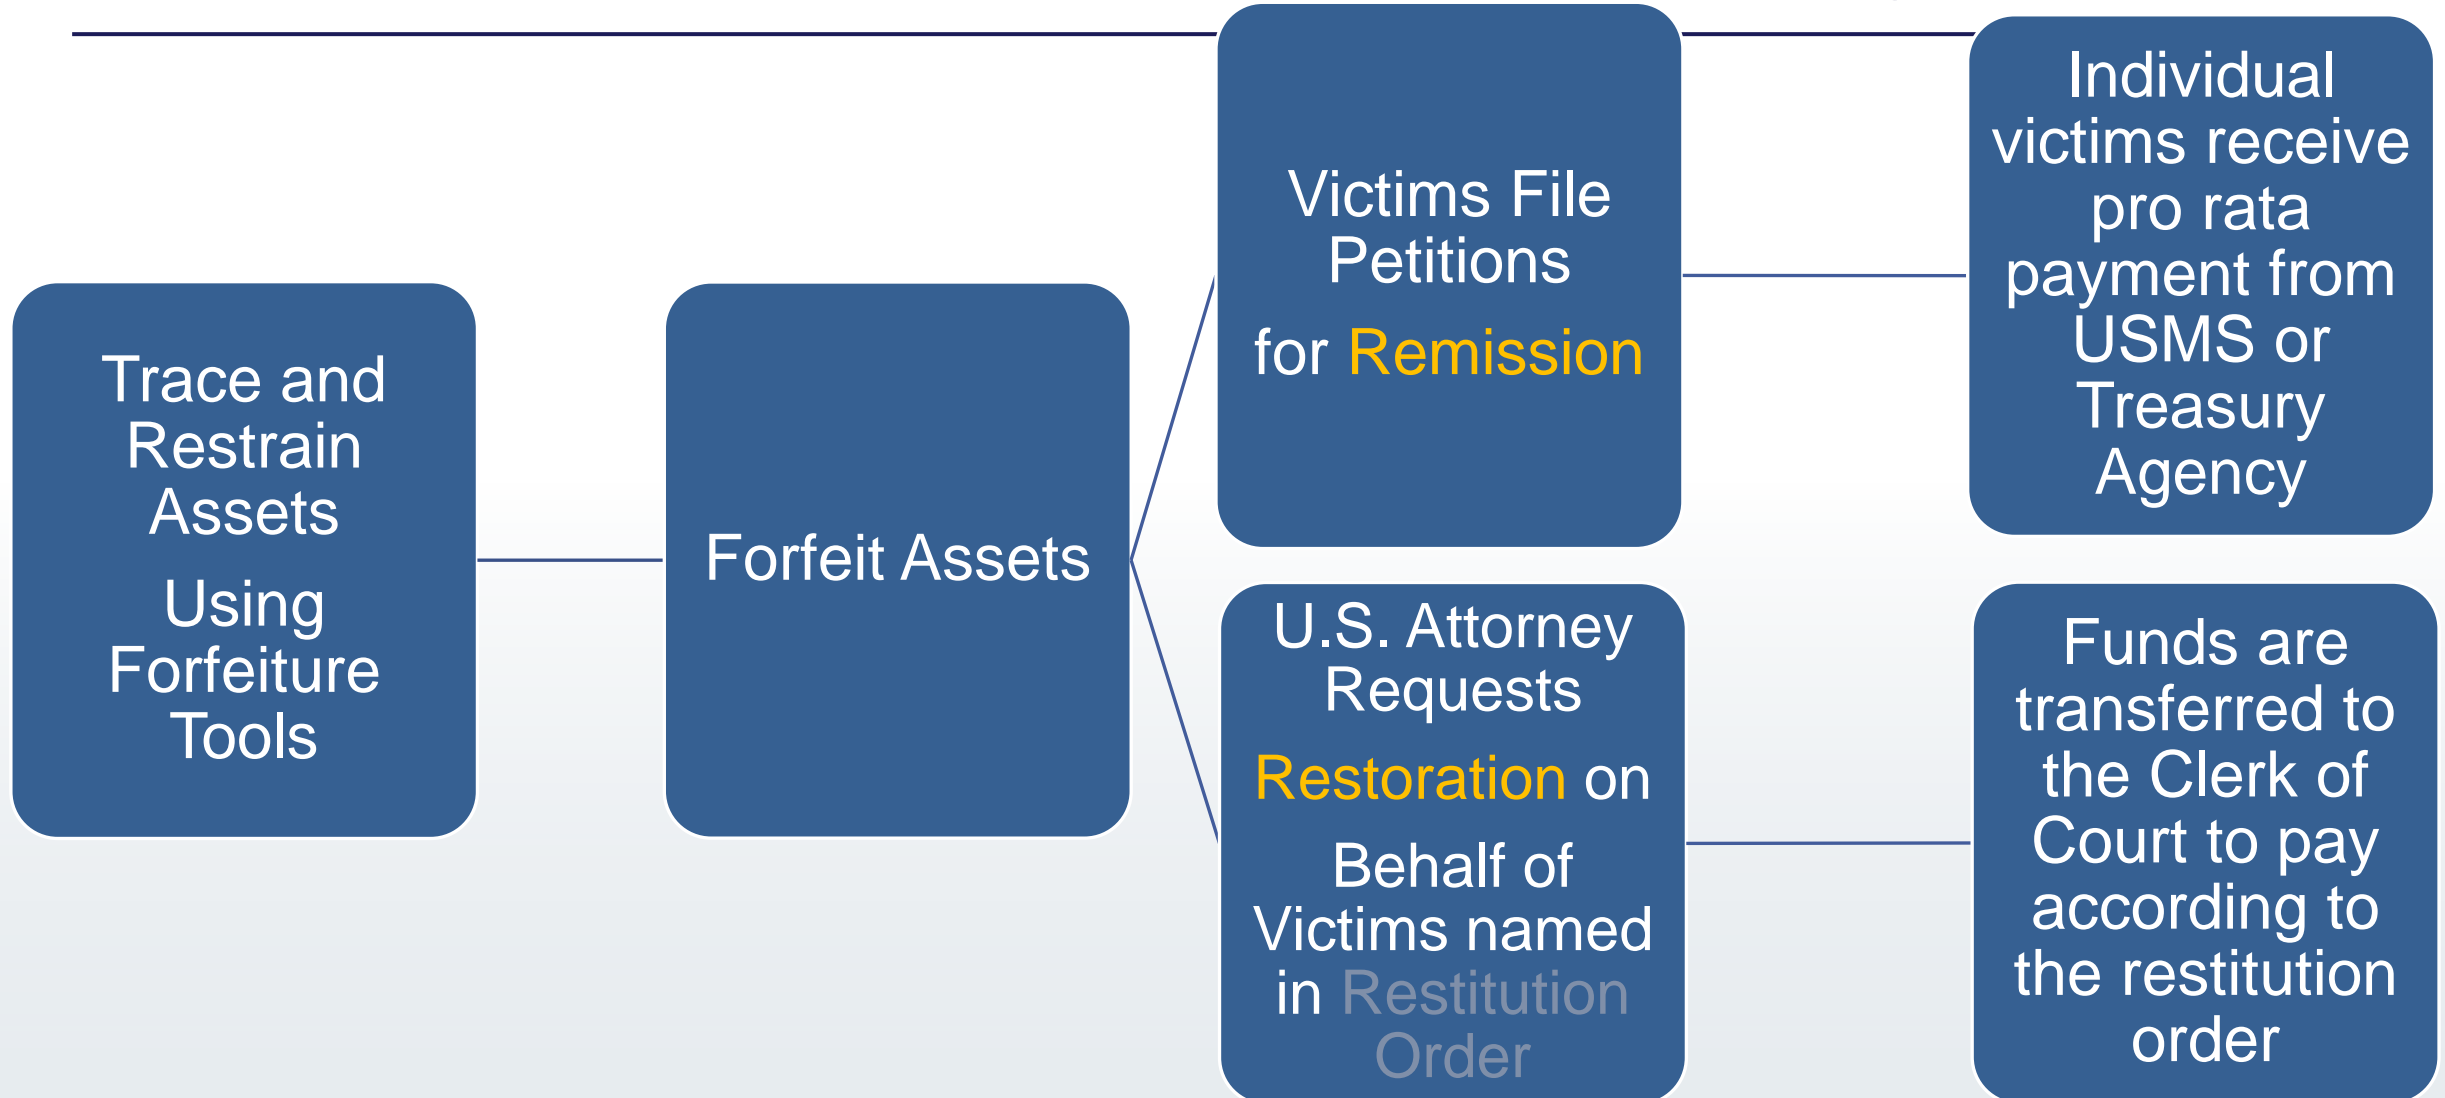 Trace and
Restrain
Assets
Using
Forfeiture
Tools
Forfeit Assets
Victims File
Petitions
for Remission
Individual
victims receive
pro rata
payment from
USMS or
Treasury
Agency
U.S. Attorney
Requests
Restoration on
Behalf of
Victims named
in Restitution
Order
Funds are
transferred to
the Clerk of
Court to pay
according to
the restitution
order